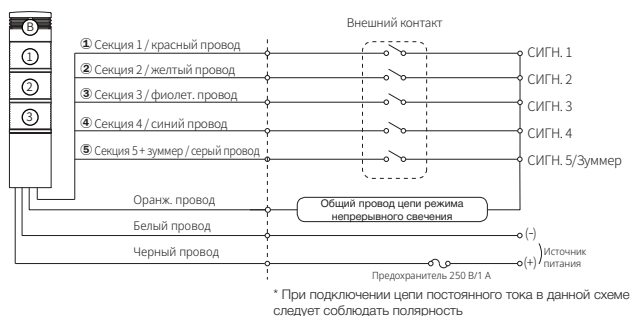 Внешний контакт
B
1
2
3
① Секция 1 / красный провод
СИГН. 1
② Секция 2 / желтый провод
СИГН. 2
③ Секция 3 / фиолет. провод
СИГН. 3
④ Секция 4 / синий провод
СИГН. 4
⑤ Секция 5 + зуммер / серый провод
СИГН. 5/Зуммер
Оранж. провод
Общий провод цепи режима
непрерывного свечения
Белый провод
(-)
Черный провод
(+)
Источник
питания
Предохранитель 250 В/1 А
* При подключении цепи постоянного тока в данной схеме
следует соблюдать полярность